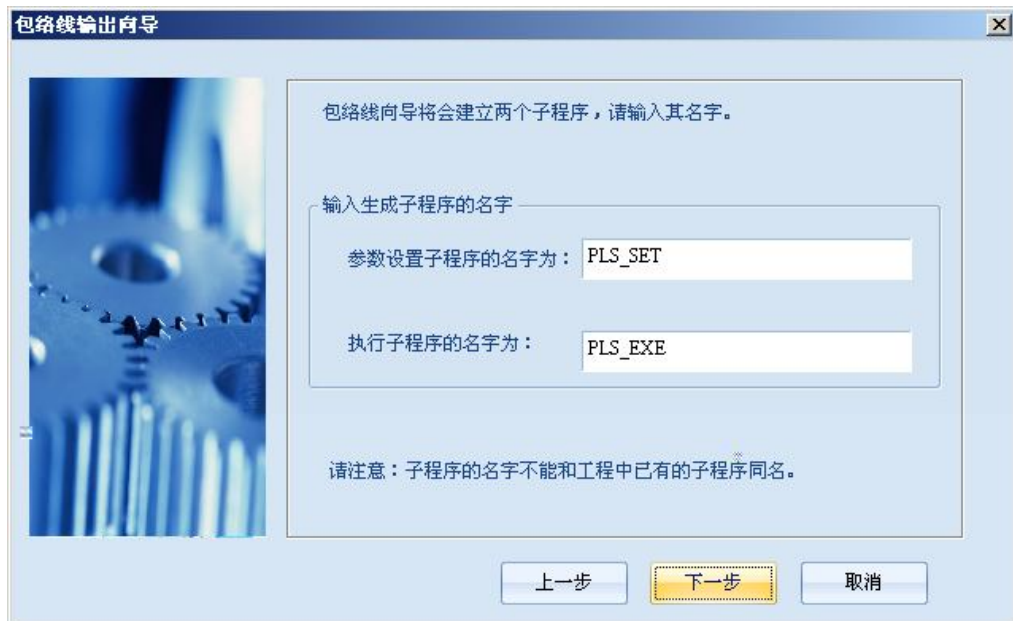 包络线输出向导
包络线向导将会建立两个子程序，请输入其名字。
输入生成子程序的名字
参数设置子程序的名字为： PLS_SET
执行子程序的名字为： PLS_EXE
请注意：子程序的名字不能和工程中已有的子程序同名。
上一步 下一步 取消